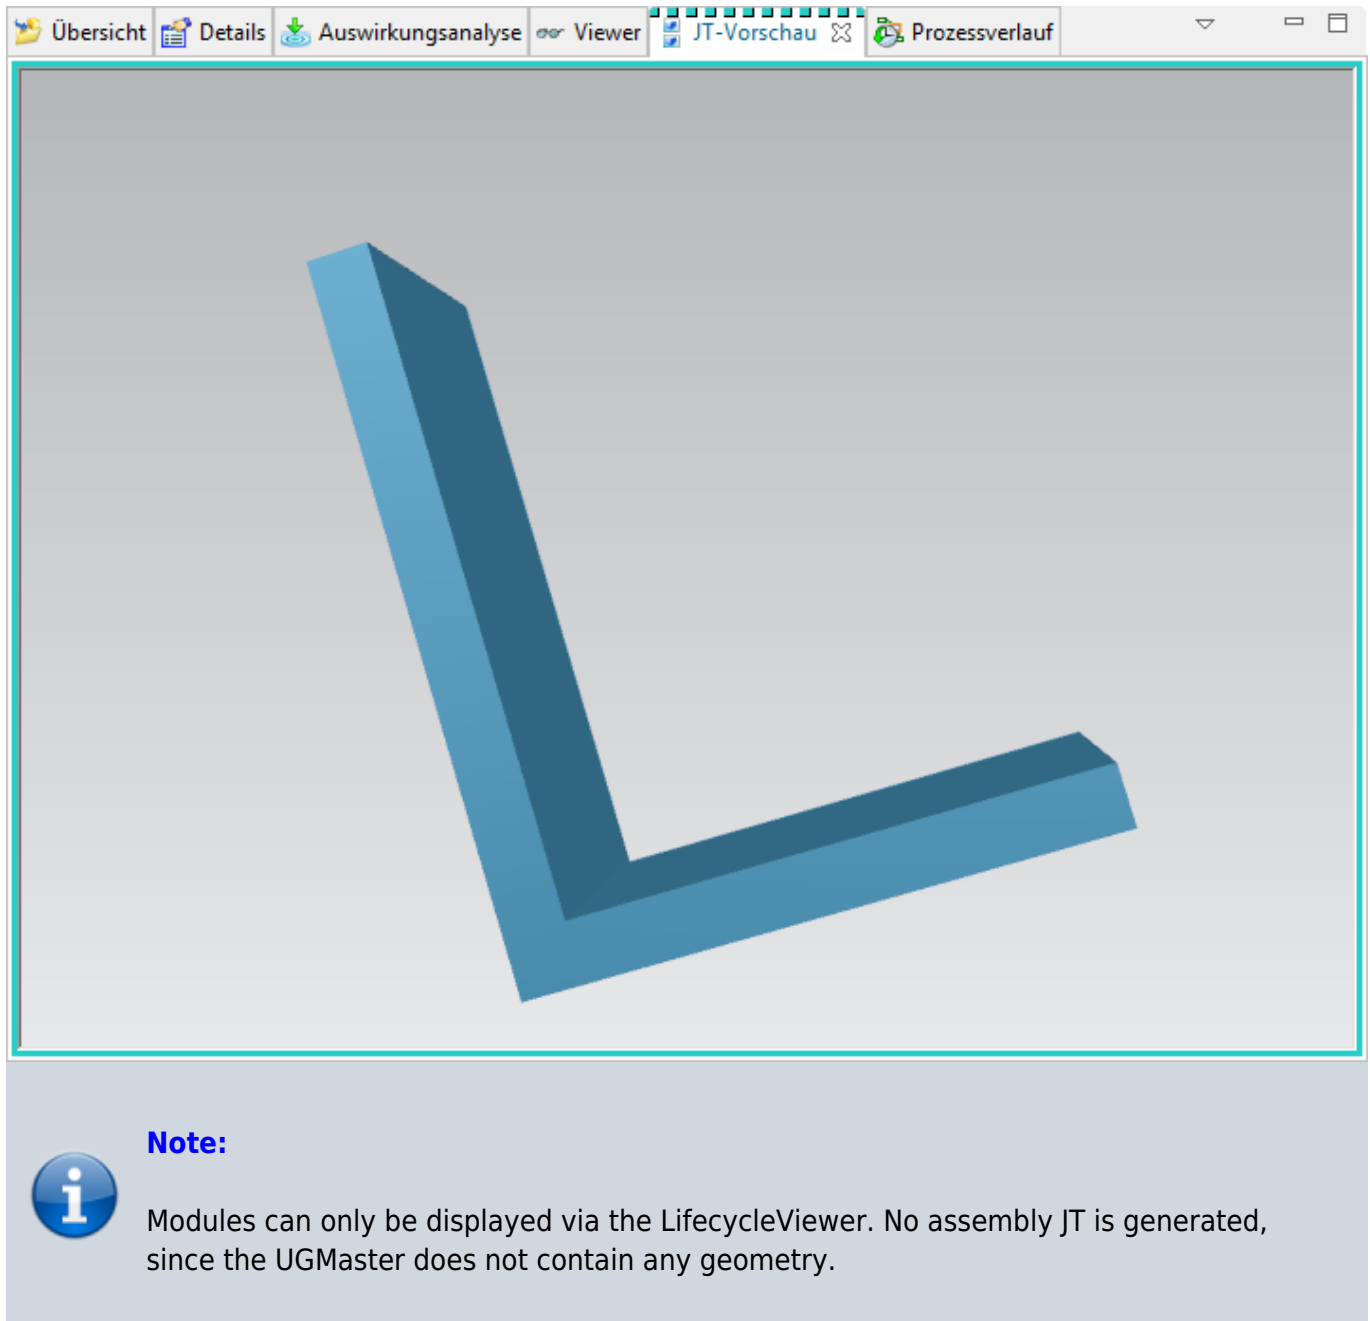 Übersicht Details Auswirkungsanalyse Viewer JT-Vorschau Prozessverlauf
Note:
Modules can only be displayed via the LifecycleViewer. No assembly JT is generated,
since the UGMaster does not contain any geometry.